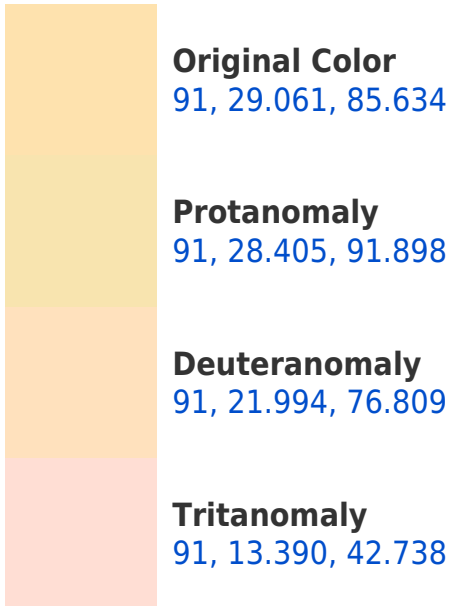 Original Color
91, 29.061, 85.634
Protanomaly
91, 28.405, 91.898
Deuteranomaly
91, 21.994, 76.809
Tritanomaly
91, 13.390, 42.738